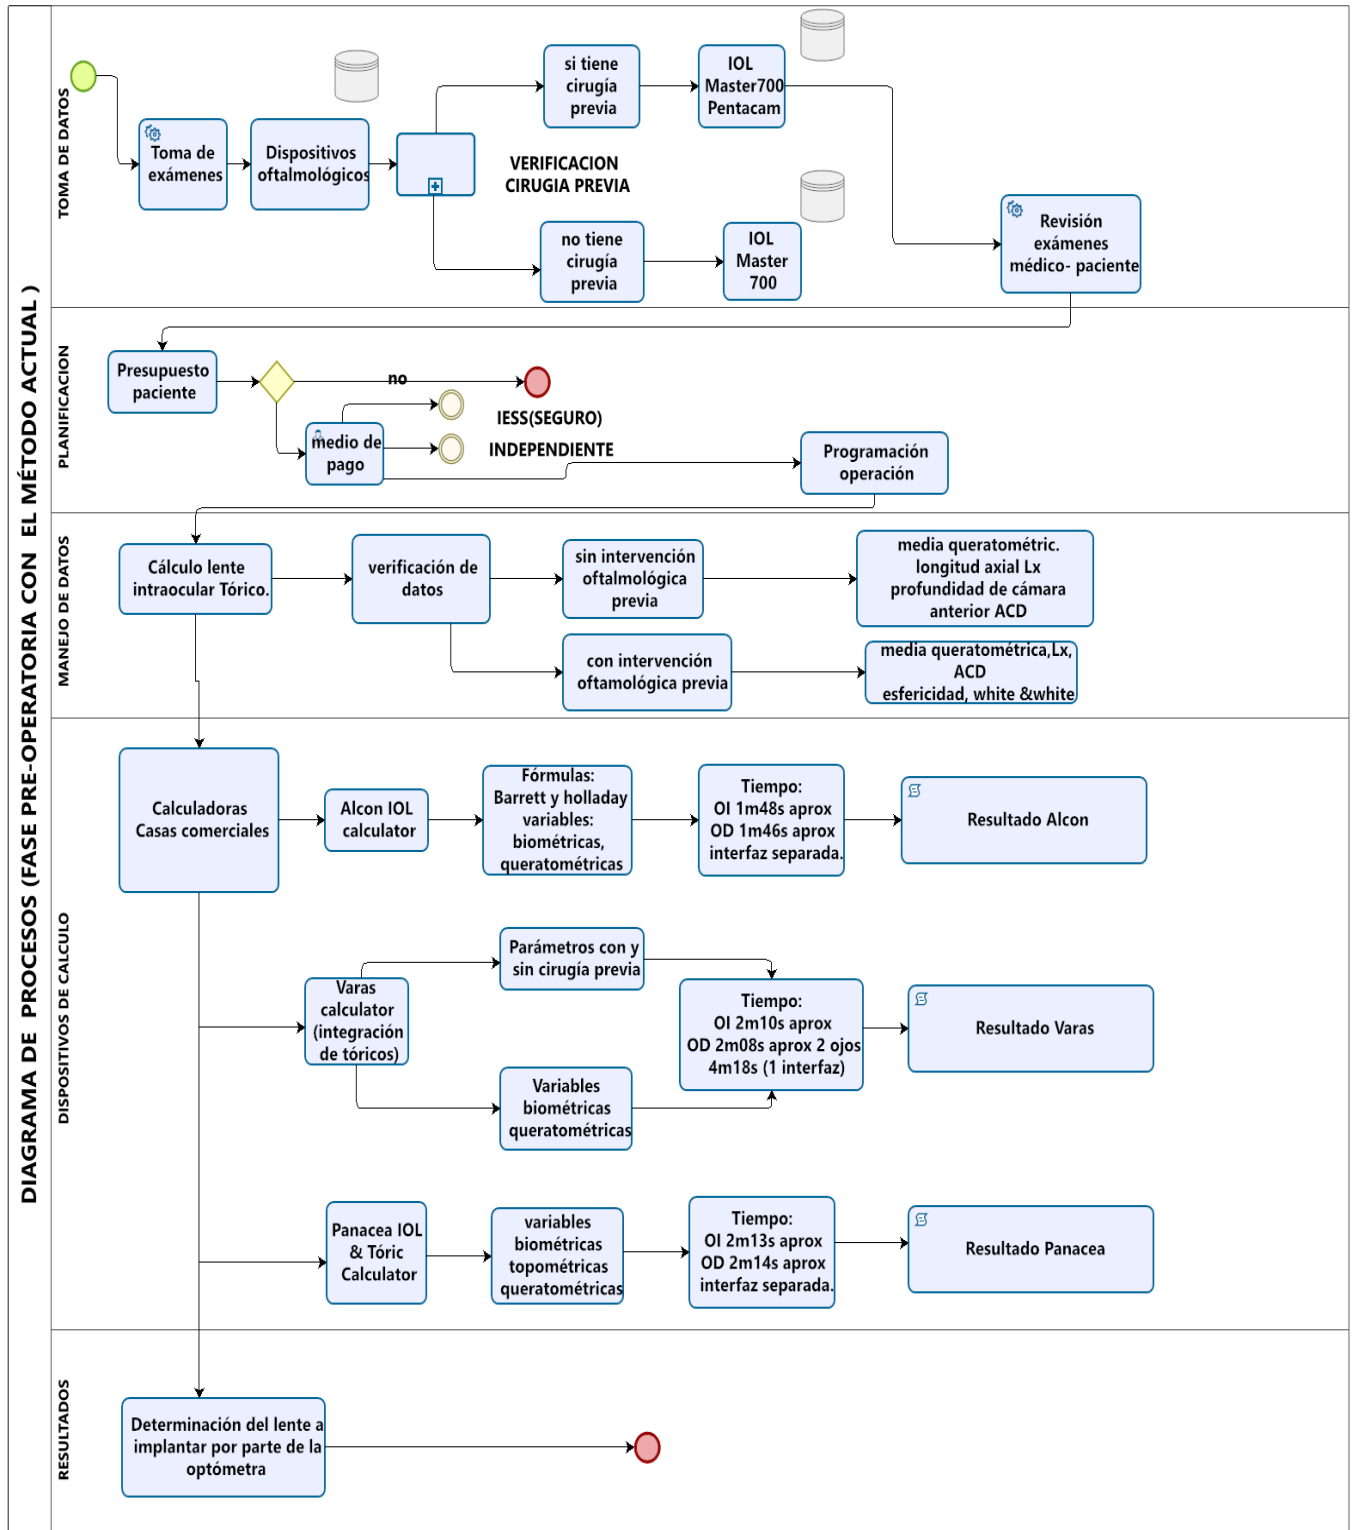 DIAGRAMA DE PROCESOS (FASE PRE-OPERATORIA CON EL MÉTODO ACTUAL )
TOMA DE DATOS
Toma de
exámenes
Dispositivos
oftalmológicos
si tiene
cirugía
previa
IOL
Master700
Pentacam
VERIFICACION
CIRUGIA PREVIA
no tiene
cirugía
previa
IOL
Master
700
Revisión
exámenes
médico- paciente
PLANIFICACION
Presupuesto
paciente
no
IESS(SEGURO)
medio de
pago
INDEPENDIENTE
Programación
operación
MANEJO DE DATOS
Cálculo lente
intraocular Tórico.
verificación de
datos
sin intervención
oftalmológica
previa
media queratométric.
longitud axial Lx
profundidad de cámara
anterior ACD
con intervención
oftamológica previa
media queratométrica,Lx,
ACD
esfericidad, white &white
DISPOSITIVOS DE CALCULO
Calculadoras
Casas comerciales
Alcon IOL
calculator
Fórmulas:
Barrett y holladay
variables:
biométricas,
queratométricas
Tiempo:
OI 1m48s aprox
OD 1m46s aprox
interfaz separada.
Resultado Alcon
Varas
calculator
(integración
de tóricos)
Parámetros con y
sin cirugía previa
Variables
biométricas
queratométricas
Tiempo:
OI 2m10s aprox
OD 2m08s aprox 2 ojos
4m18s (1 interfaz)
Resultado Varas
Panacea IOL
& Tóric
Calculator
variables
biométricas
topométricas
queratométricas
Tiempo:
OI 2m13s aprox
OD 2m14s aprox
interfaz separada.
Resultado Panacea
RESULTADOS
Determinación del lente a
implantar por parte de la
optómetra